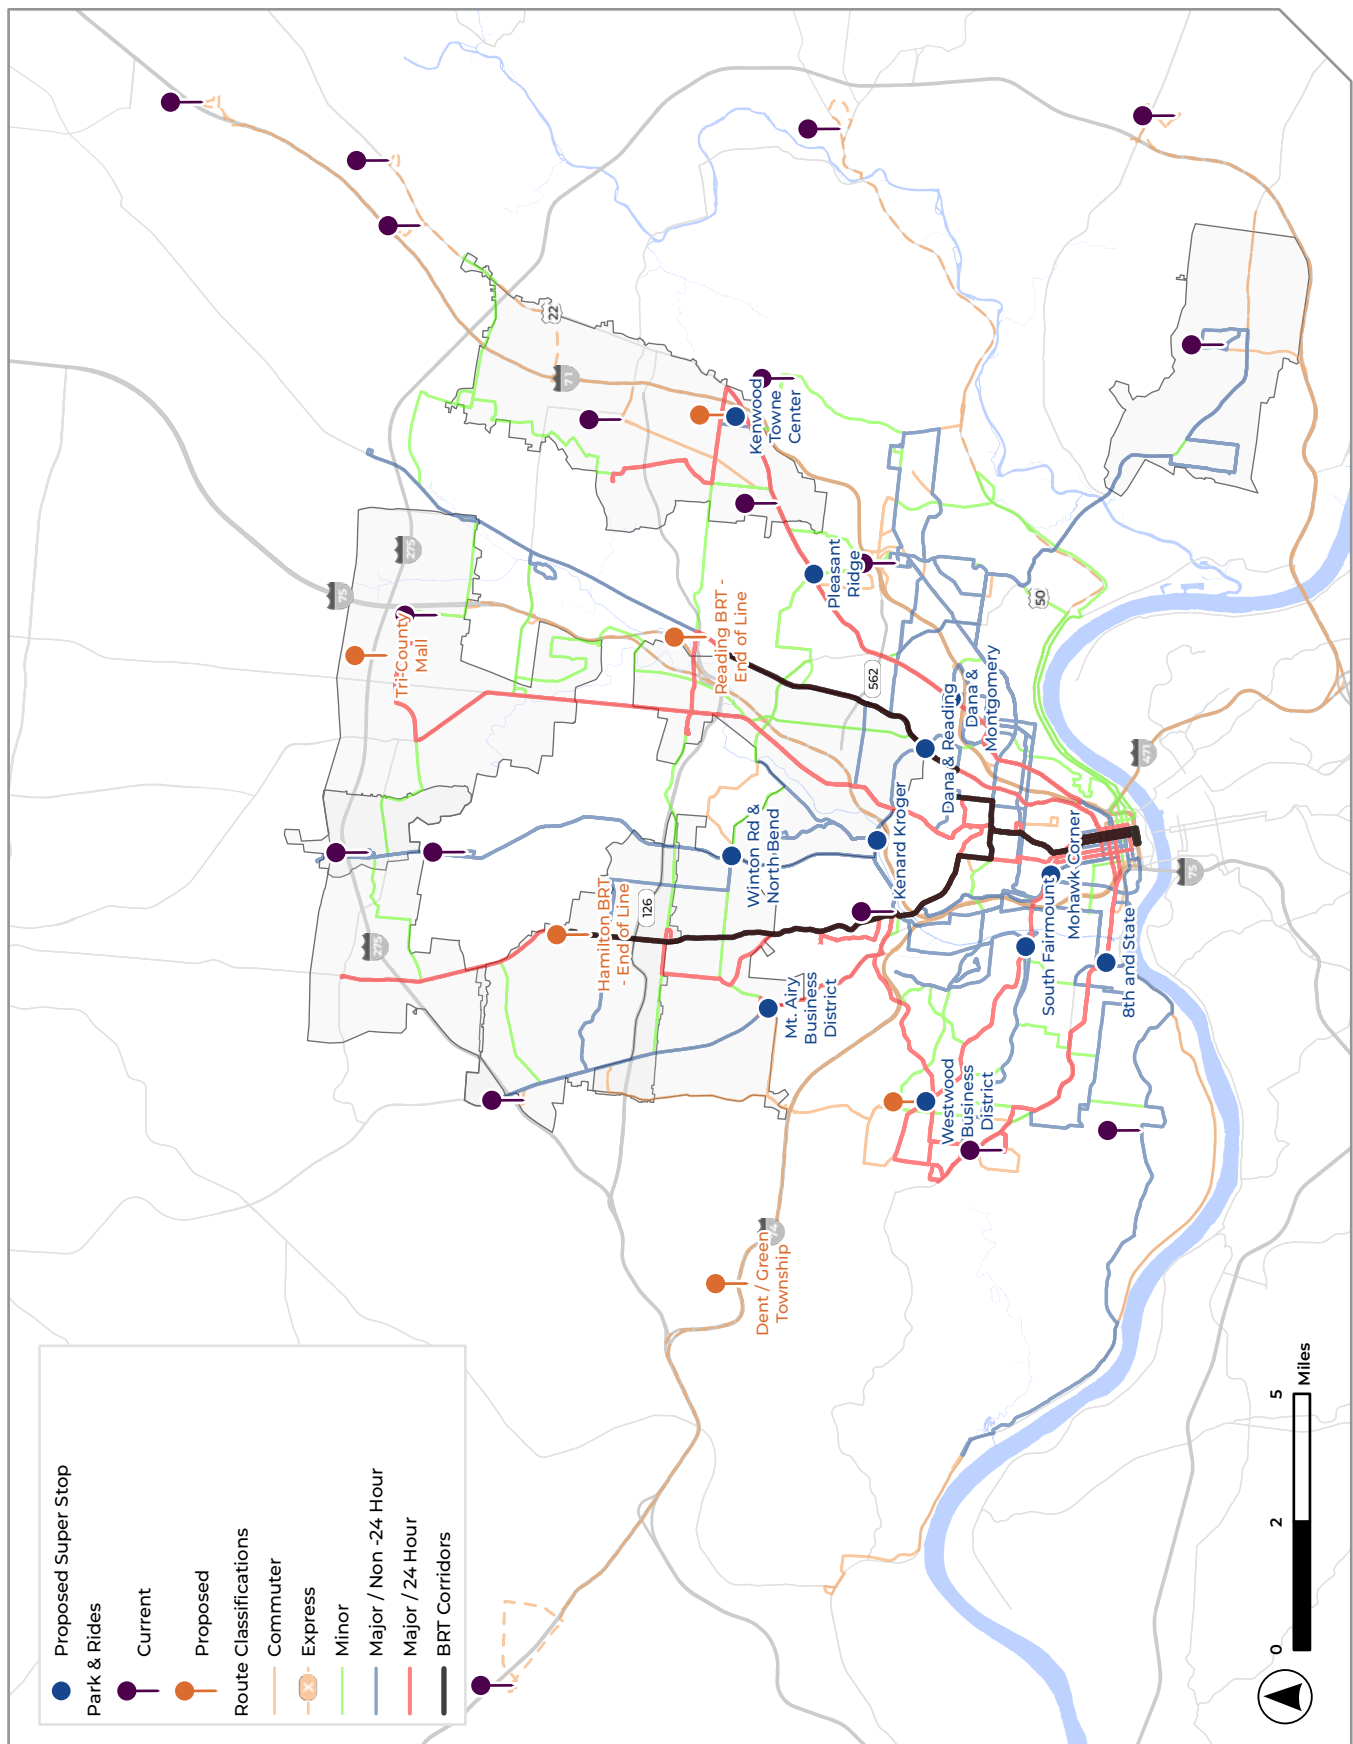 Proposed Super Stop
Park & Rides
Current
Proposed
Route Classifications
Commuter
X
Express
Minor
Major / Non -24 Hour
Major / 24 Hour
BRT Corridors
Tri-County
Mall
Hamilton BRT
- End of Line
Reading BRT -
End of Line
Kenwood
Towne
Center
Pleasant
Ridge
Winton Rd &
North Bend
Mt. Airy
Business
District
Dent / Green
Township
Kenard Kroger
Dana & Reading
Dana &
Montgomery
Westwood
Business
District
South Fairmount
Mohawk Corner
8th and State
275
275
75
71
22
126
562
50
74
471
75
0
2
5
Miles